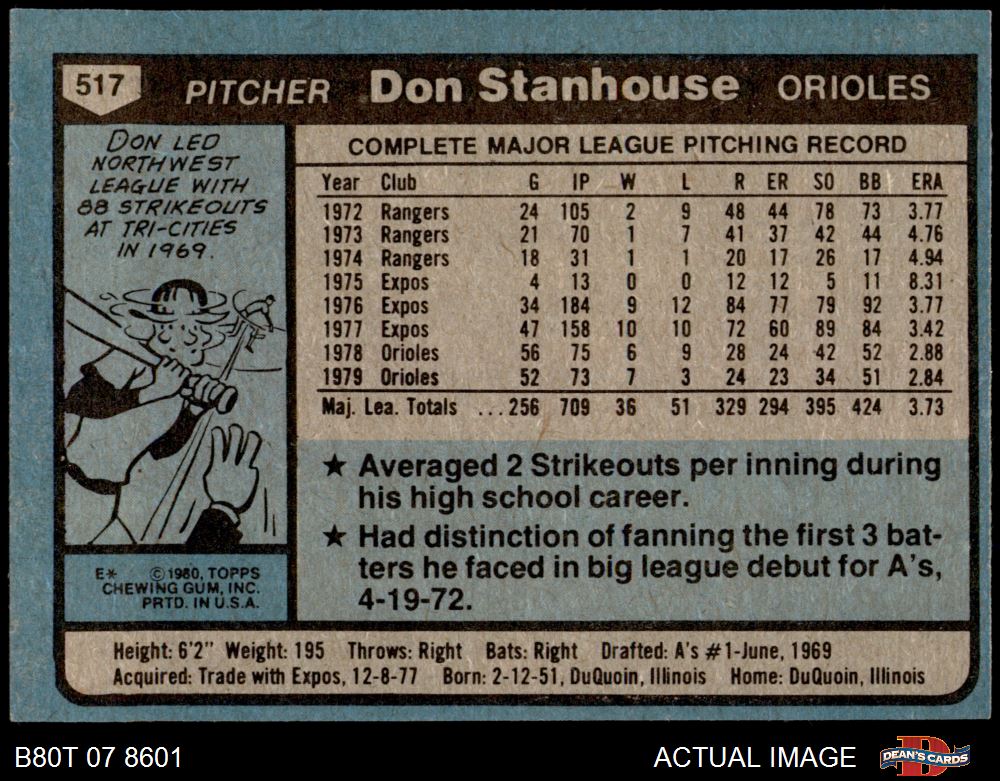 517
PITCHER Don Stanhouse ORIOLES
DON LED
NORTHWEST
LEAGUE WITH
88 STRIKEOUTS
AT TRI-CITIES
IN 1969.
E* © 1980, TOPPS
CHEWING GUM, INC.
PRTD. IN U.S.A.
COMPLETE MAJOR LEAGUE PITCHING RECORD
Year Club G IP W L R ER SO BB ERA
1972 Rangers 24 105 2 9 48 44 78 73 3.77
1973 Rangers 21 70 1 7 41 37 42 44 4.76
1974 Rangers 18 31 1 1 20 17 26 17 4.94
1975 Expos 4 13 0 0 12 12 5 11 8.31
1976 Expos 34 184 9 12 84 77 79 92 3.77
1977 Expos 47 158 10 10 72 60 89 84 3.42
1978 Orioles 56 75 6 9 28 24 42 52 2.88
1979 Orioles 52 73 7 3 24 23 34 51 2.84
Maj. Lea. Totals ...256 709 36 51 329 294 395 424 3.73
★ Averaged 2 Strikeouts per inning during
his high school career.
★ Had distinction of fanning the first 3 bat-
ters he faced in big league debut for A's,
4-19-72.
Height: 6'2" Weight: 195 Throws: Right Bats: Right Drafted: A's #1-June, 1969
Acquired: Trade with Expos, 12-8-77 Born: 2-12-51, DuQuoin, Illinois Home: DuQuoin, Illinois
B80T 07 8601 ACTUAL IMAGE DEAN'S CARDS